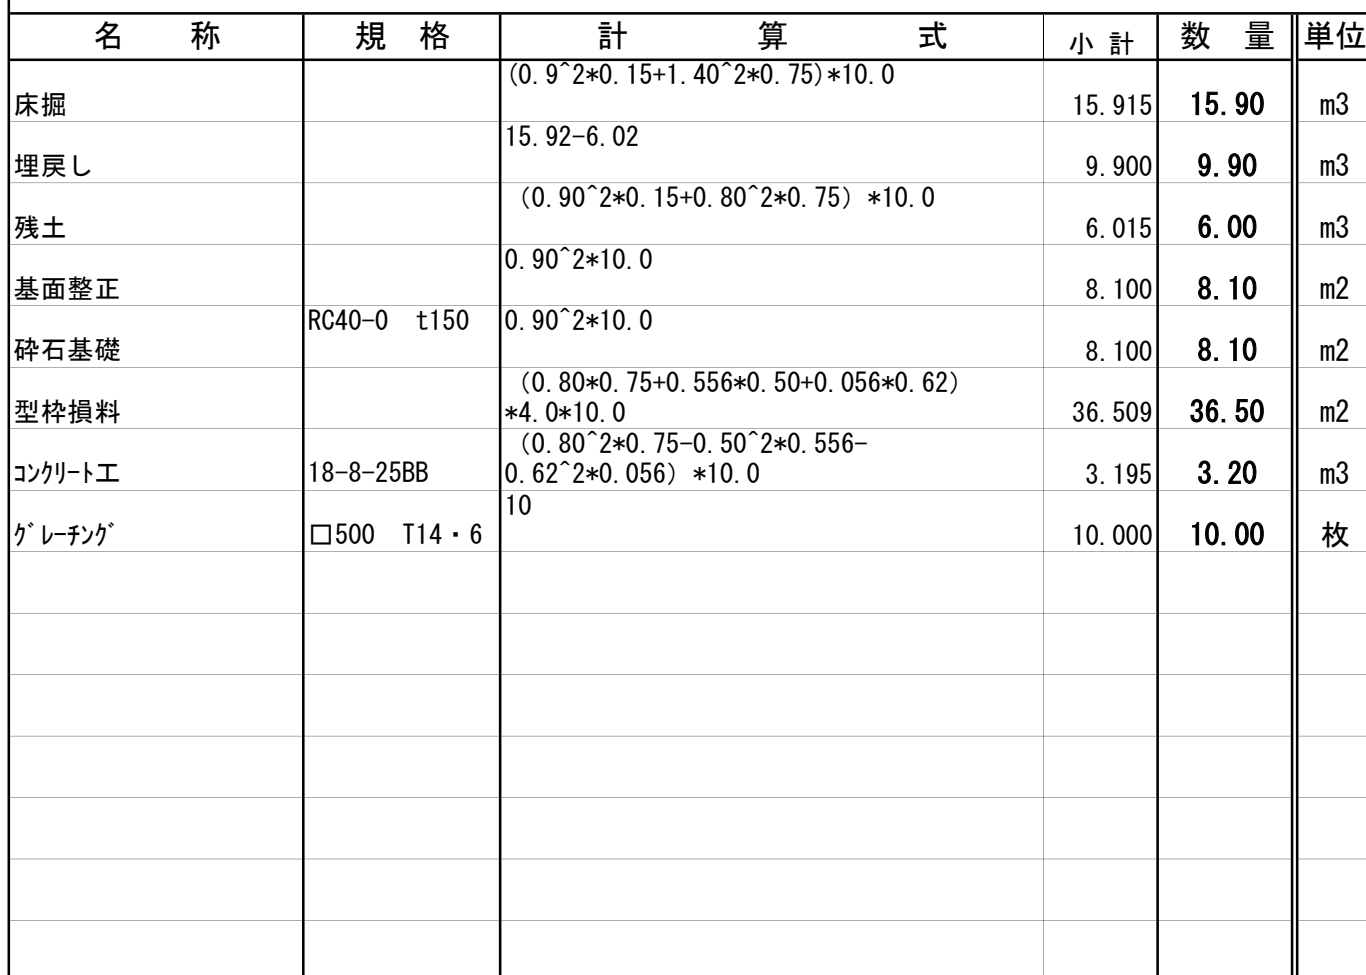 名　称 規　格 計　算　式 小 計 数　量 単位
(0.9^2*0.15+1.40^2*0.75)*10.0
床掘 15.915 15.90 m3
15.92-6.02
埋戻し 9.900 9.90 m3
(0.90^2*0.15+0.80^2*0.75) *10.0
残土 6.015 6.00 m3
0.90^2*10.0
基面整正 8.100 8.10 m2
RC40-0　t150 0.90^2*10.0
砕石基礎 8.100 8.10 m2
(0.80*0.75+0.556*0.50+0.056*0.62)
型枠損料 *4.0*10.0 36.509 36.50 m2
(0.80^2*0.75-0.50^2*0.556-
ｺﾝｸﾘｰﾄ工 18-8-25BB 0.62^2*0.056) *10.0 3.195 3.20 m3
10
ｸﾞﾚｰﾁﾝｸﾞ □500　T14・6 10.000 10.00 枚